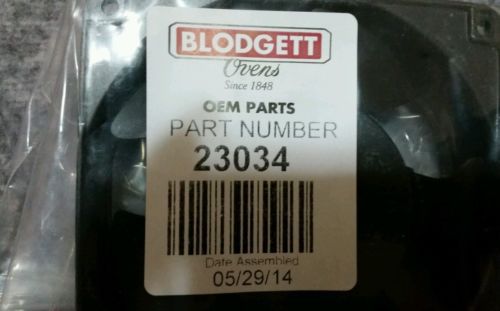 BLODGETT
Ovens
Since 1848
OEM PARTS
PART NUMBER
23034
Date Assembled
05/29/14